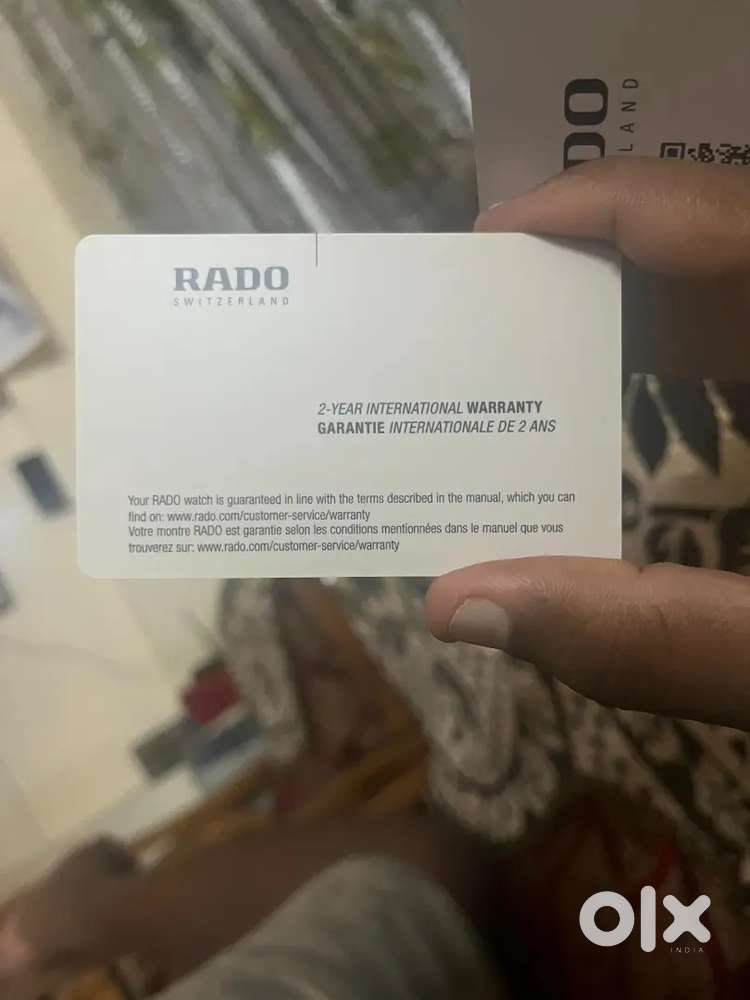 RADO
SWITZERLAND
2-YEAR INTERNATIONAL WARRANTY
GARANTIE INTERNATIONALE DE 2 ANS
Your RADO watch is guaranteed in line with the terms described in the manual, which you can
find on: www.rado.com/customer-service/warranty
Votre montre RADO est garantie selon les conditions mentionnées dans le manuel que vous
trouverez sur: www.rado.com/customer-service/warranty
DO
LAND
olx
INDIA